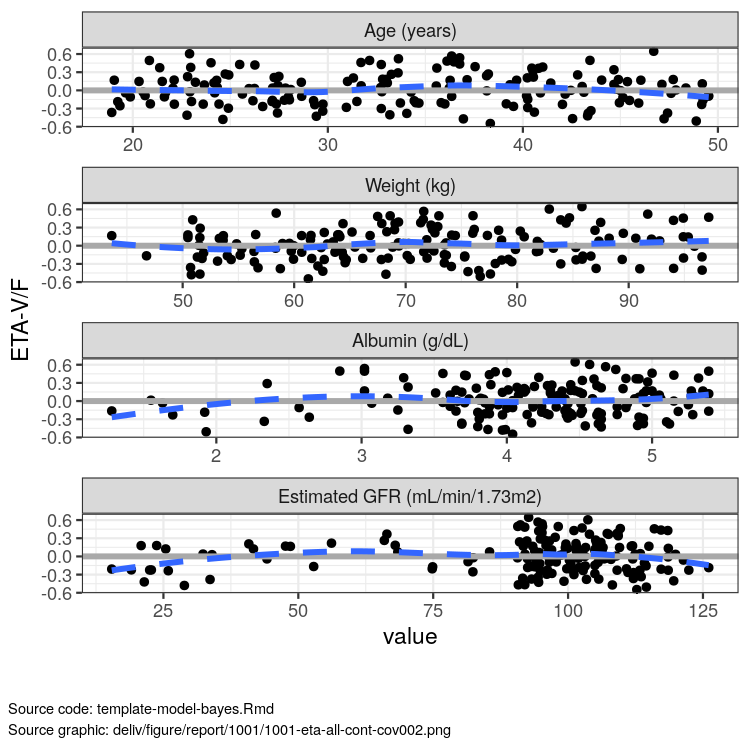 Age (years)
0.6
0.3
0.0
-0.3
-0.6
20 30 40 50
Weight (kg)
0.6
0.3
0.0
-0.3
-0.6
50 60 70 80 90
ETA-V/F
Albumin (g/dL)
0.6
0.3
0.0
-0.3
-0.6
2 3 4 5
Estimated GFR (mL/min/1.73m2)
0.6
0.3
0.0
-0.3
-0.6
25 50 75 100 125
value
Source code: template-model-bayes.Rmd
Source graphic: deliv/figure/report/1001/1001-eta-all-cont-cov002.png